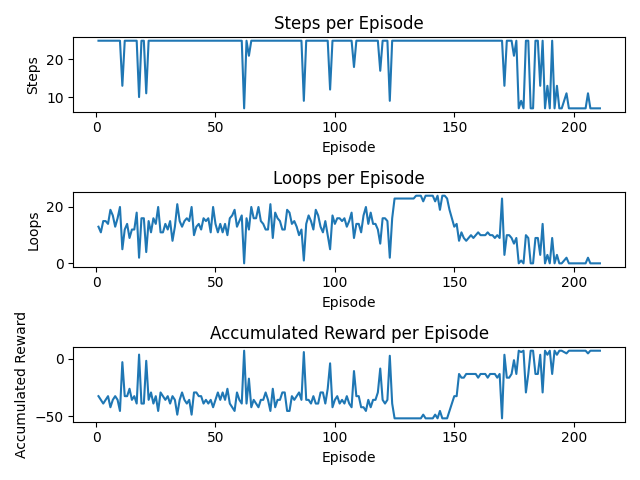 Steps per Episode
20
10
Steps
0
50
100
150
200
Episode
Loops per Episode
20
0
Loops
0
50
100
150
200
Episode
Accumulated Reward per Episode
0
−50
Accumulated Reward
0
50
100
150
200
Episode